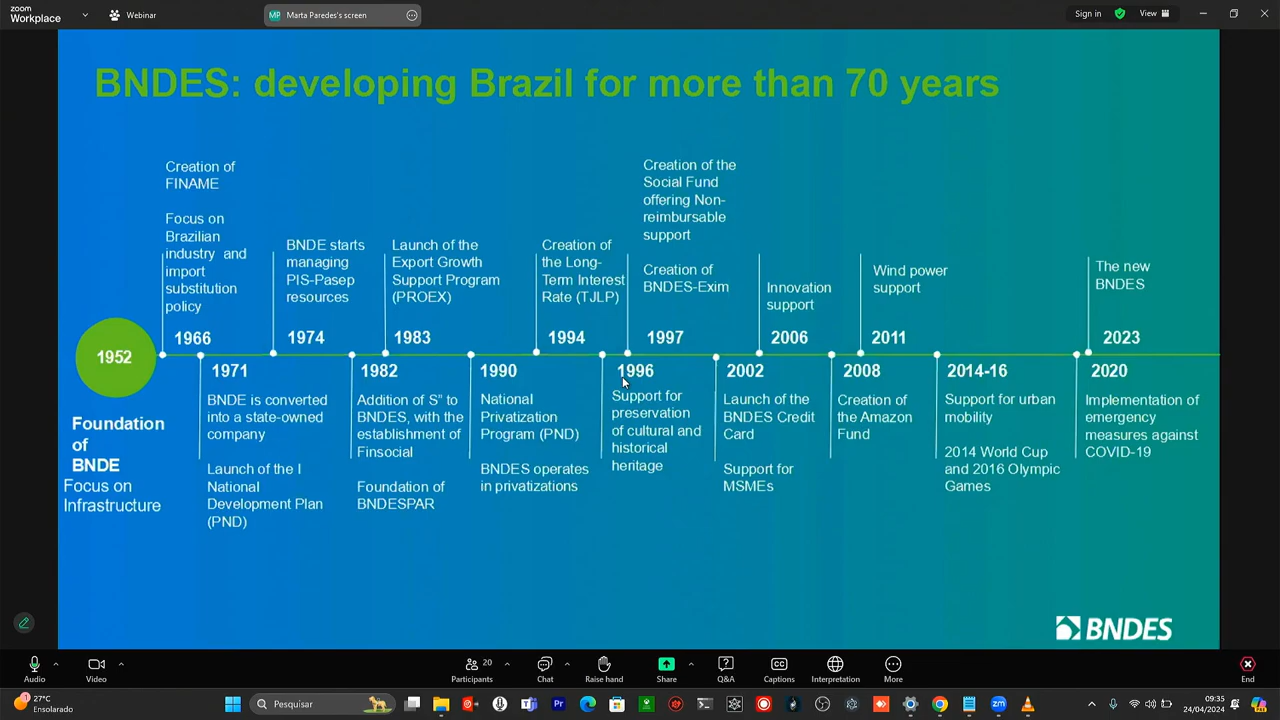 zoom
Workplace
Webinar
MP Marta Paredes's screen
Sign in
View
BNDES: developing Brazil for more than 70 years
Creation of
FINAME
Focus on
Brazilian
industry and
import
substitution
policy
1966
BNDE starts
managing
PIS-Pasep
resources
1974
Launch of the
Export Growth
Support Program
(PROEX)
1983
Creation of
the Long-
Term Interest
Rate (TJLP)
1994
Creation of the
Social Fund
offering Non-
reimbursable
support
Creation of
BNDES-Exim
1997
Innovation
support
2006
Wind power
support
2011
The new
BNDES
2023
1952
Foundation
of
BNDE
Focus on
Infrastructure
1971
BNDE is converted
into a state-owned
company
Launch of the I
National
Development Plan
(PND)
1982
Addition of S” to
BNDES, with the
establishment of
Finsocial
Foundation of
BNDESPAR
1990
National
Privatization
Program (PND)
BNDES operates
in privatizations
1996
Support for
preservation
of cultural and
historical
heritage
2002
Launch of the
BNDES Credit
Card
Support for
MSMEs
2008
Creation of
the Amazon
Fund
2014-16
Support for urban
mobility
2014 World Cup
and 2016 Olympic
Games
2020
Implementation of
emergency
measures against
COVID-19
BNDES
Audio
Video
20
Participants
Chat
Raise hand
Share
Q&A
Captions
Interpretation
More
End
27°C
Ensolarado
Pesquisar
09:35
24/04/2024